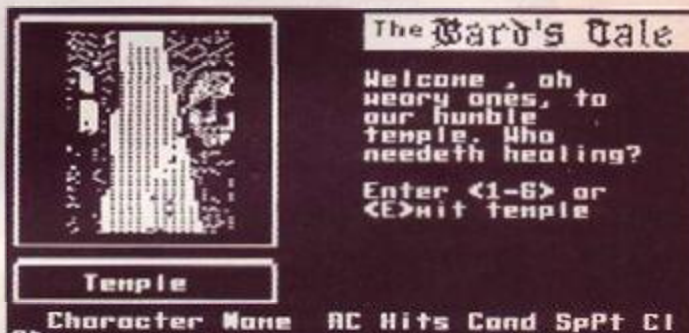 The Bard's Tale
Welcome , oh
weary ones, to
our humble
temple. Who
needeth healing?
Enter <1-6> or
<E>xit temple
Temple
Character Name AC Hits Cond SpPt Cl